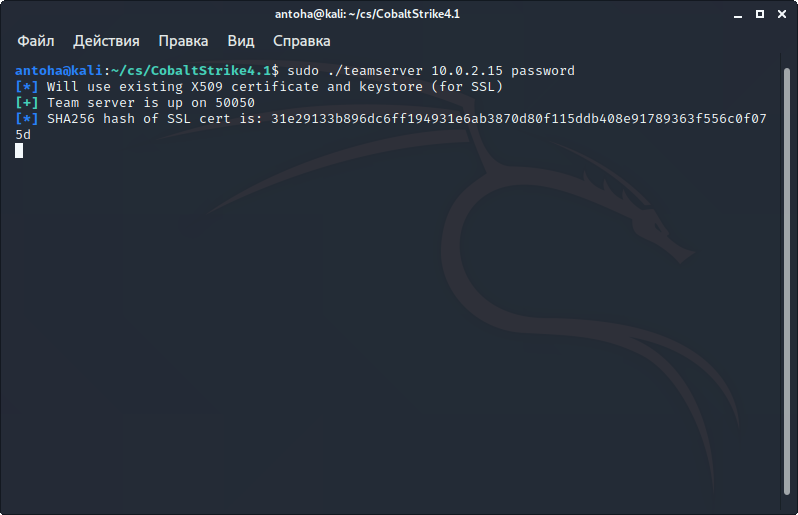 antoha@kali: ~/cs/CobaltStrike4.1
Файл Действия Правка Вид Справка
antoha@kali:~/cs/CobaltStrike4.1$ sudo ./teamserver 10.0.2.15 password
[*] Will use existing X509 certificate and keystore (for SSL)
[+] Team server is up on 50050
[*] SHA256 hash of SSL cert is: 31e29133b896dc6ff194931e6ab3870d80f115ddb408e91789363f556c0f07
5d